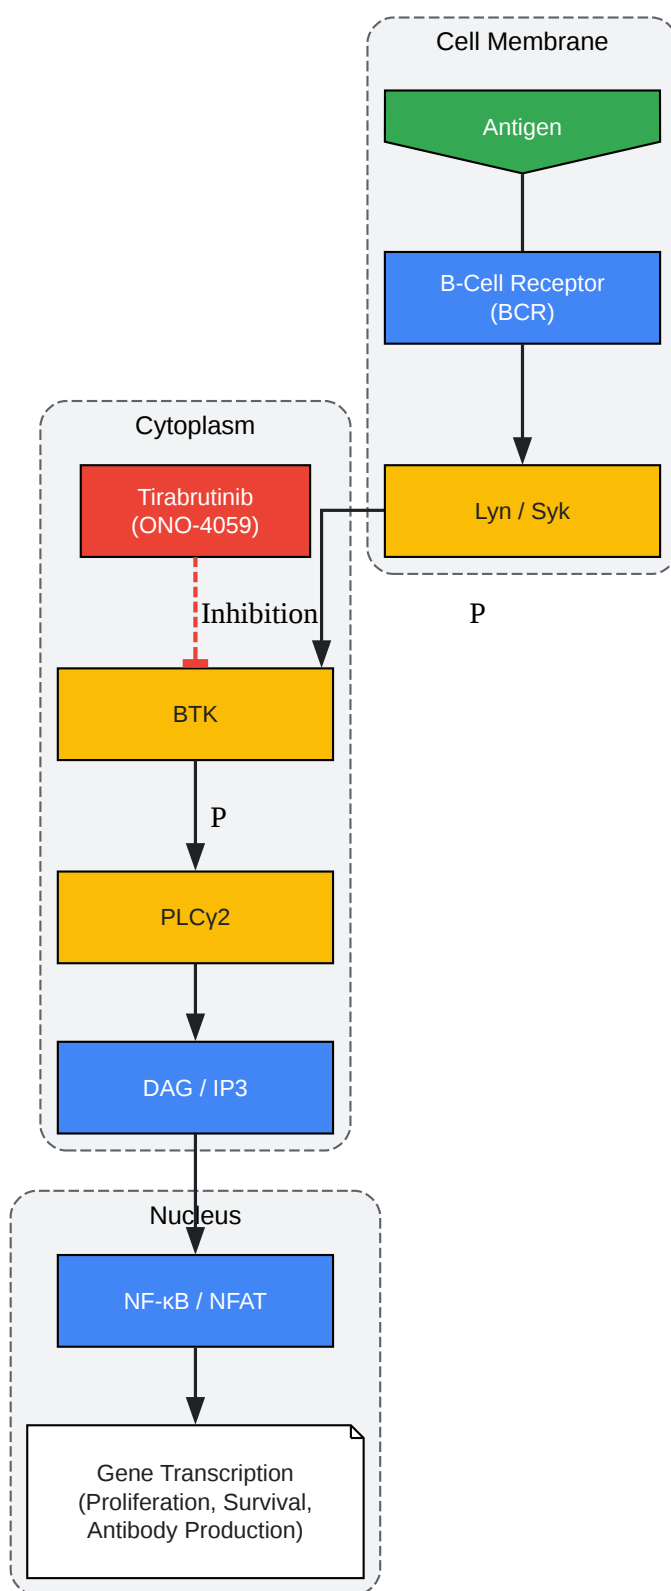 Cell Membrane
Antigen
B-Cell Receptor
(BCR)
Lyn / Syk
Cytoplasm
Tirabrutinib
(ONO-4059)
Inhibition
P
BTK
P
PLCγ2
DAG / IP3
Nucleus
NF-κB / NFAT
Gene Transcription
(Proliferation, Survival,
Antibody Production)